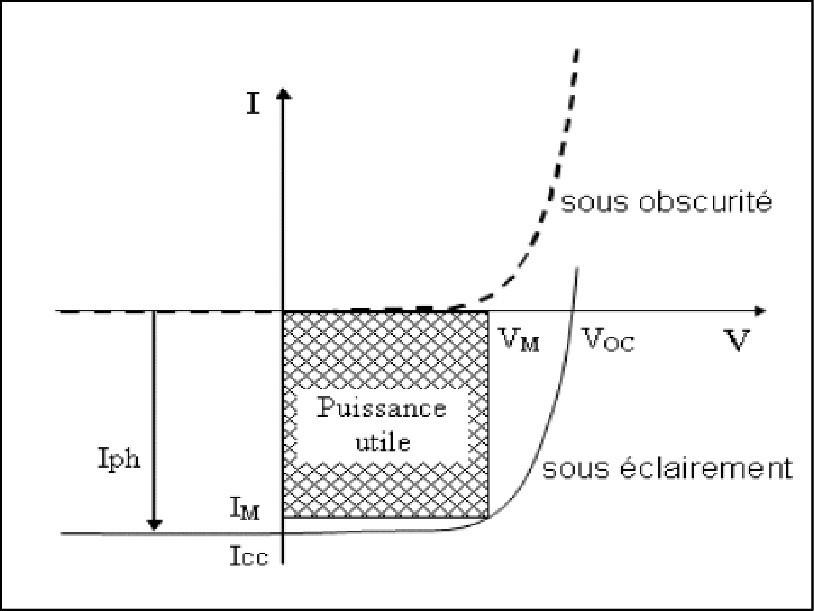 I
sous obscurité
VM
VOC
V
Puissance
utile
Iph
sous éclairement
IM
Icc